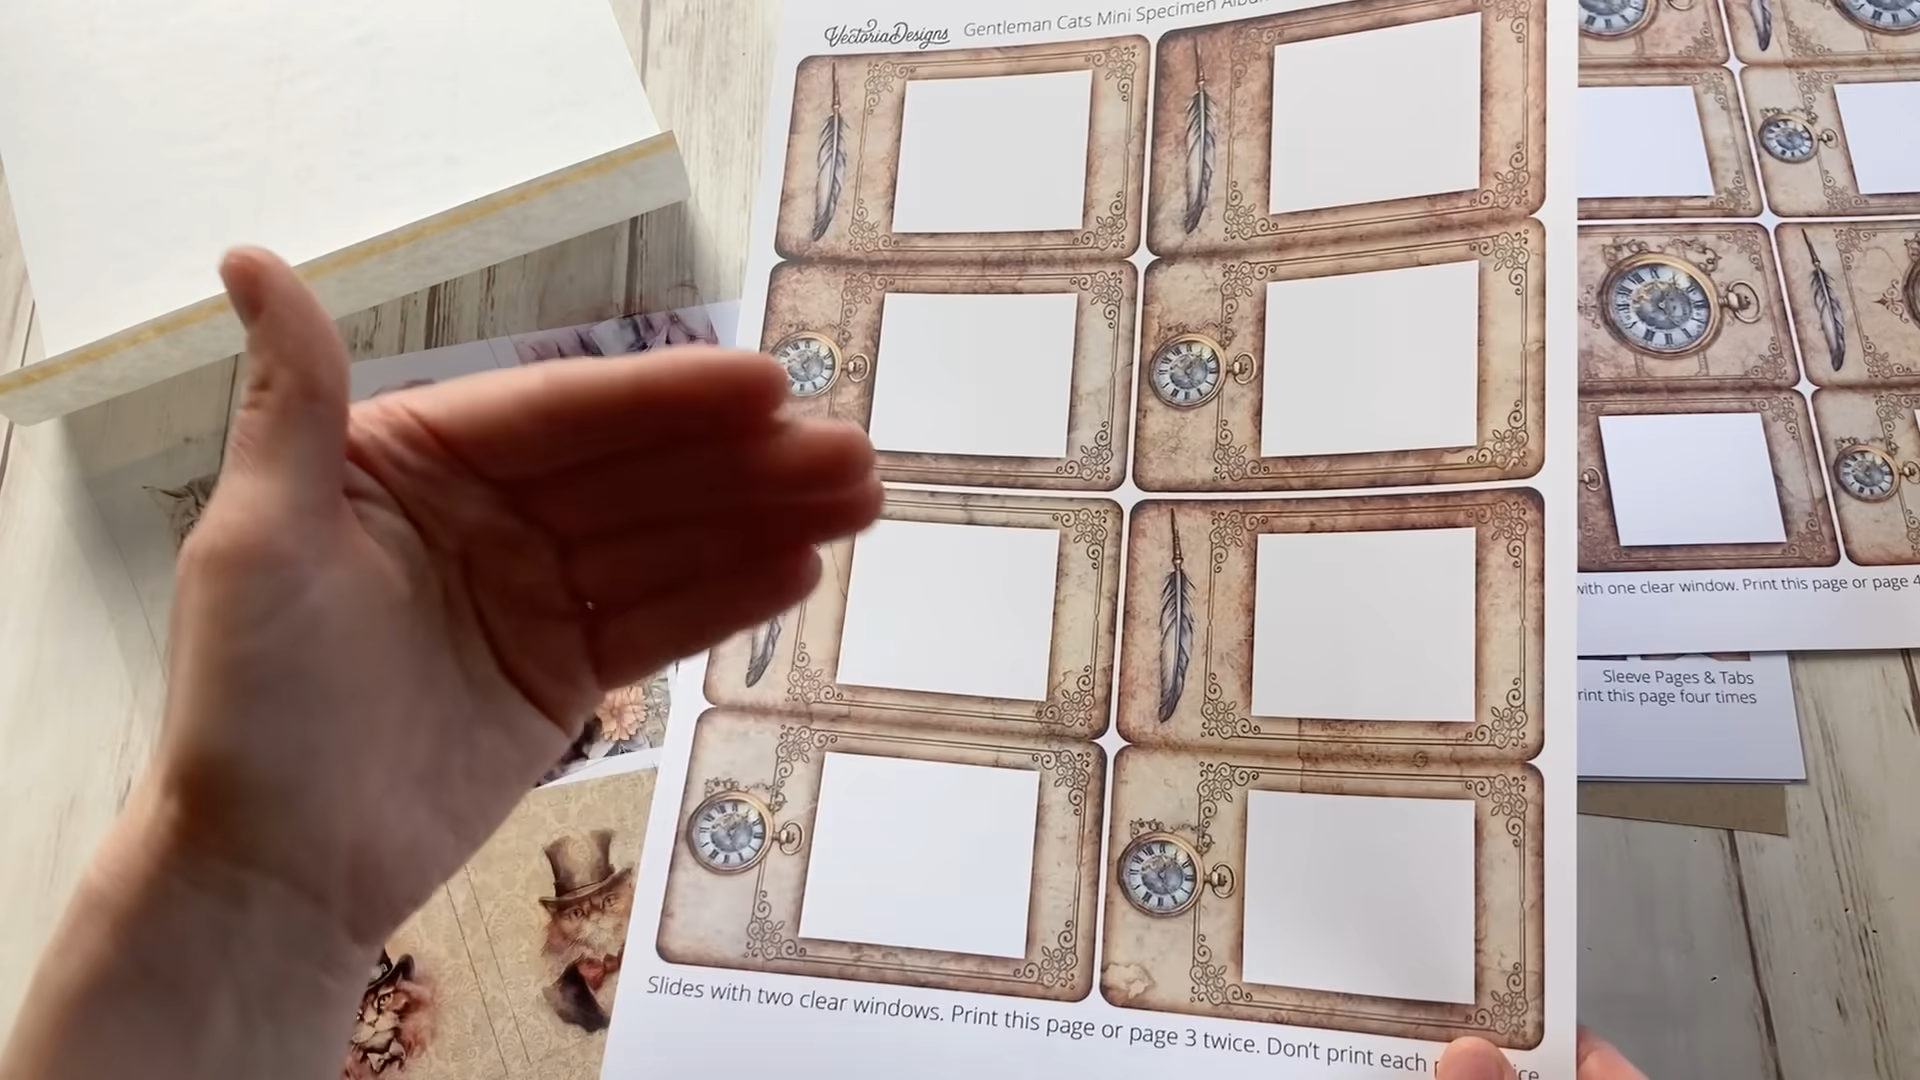 VectoriaDesigns Gentleman Cats Mini Specimen Album
Slides with two clear windows. Print this page or page 3 twice. Don't print each
with one clear window. Print this page or page 4
Sleeve Pages & Tabs
rint this page four times